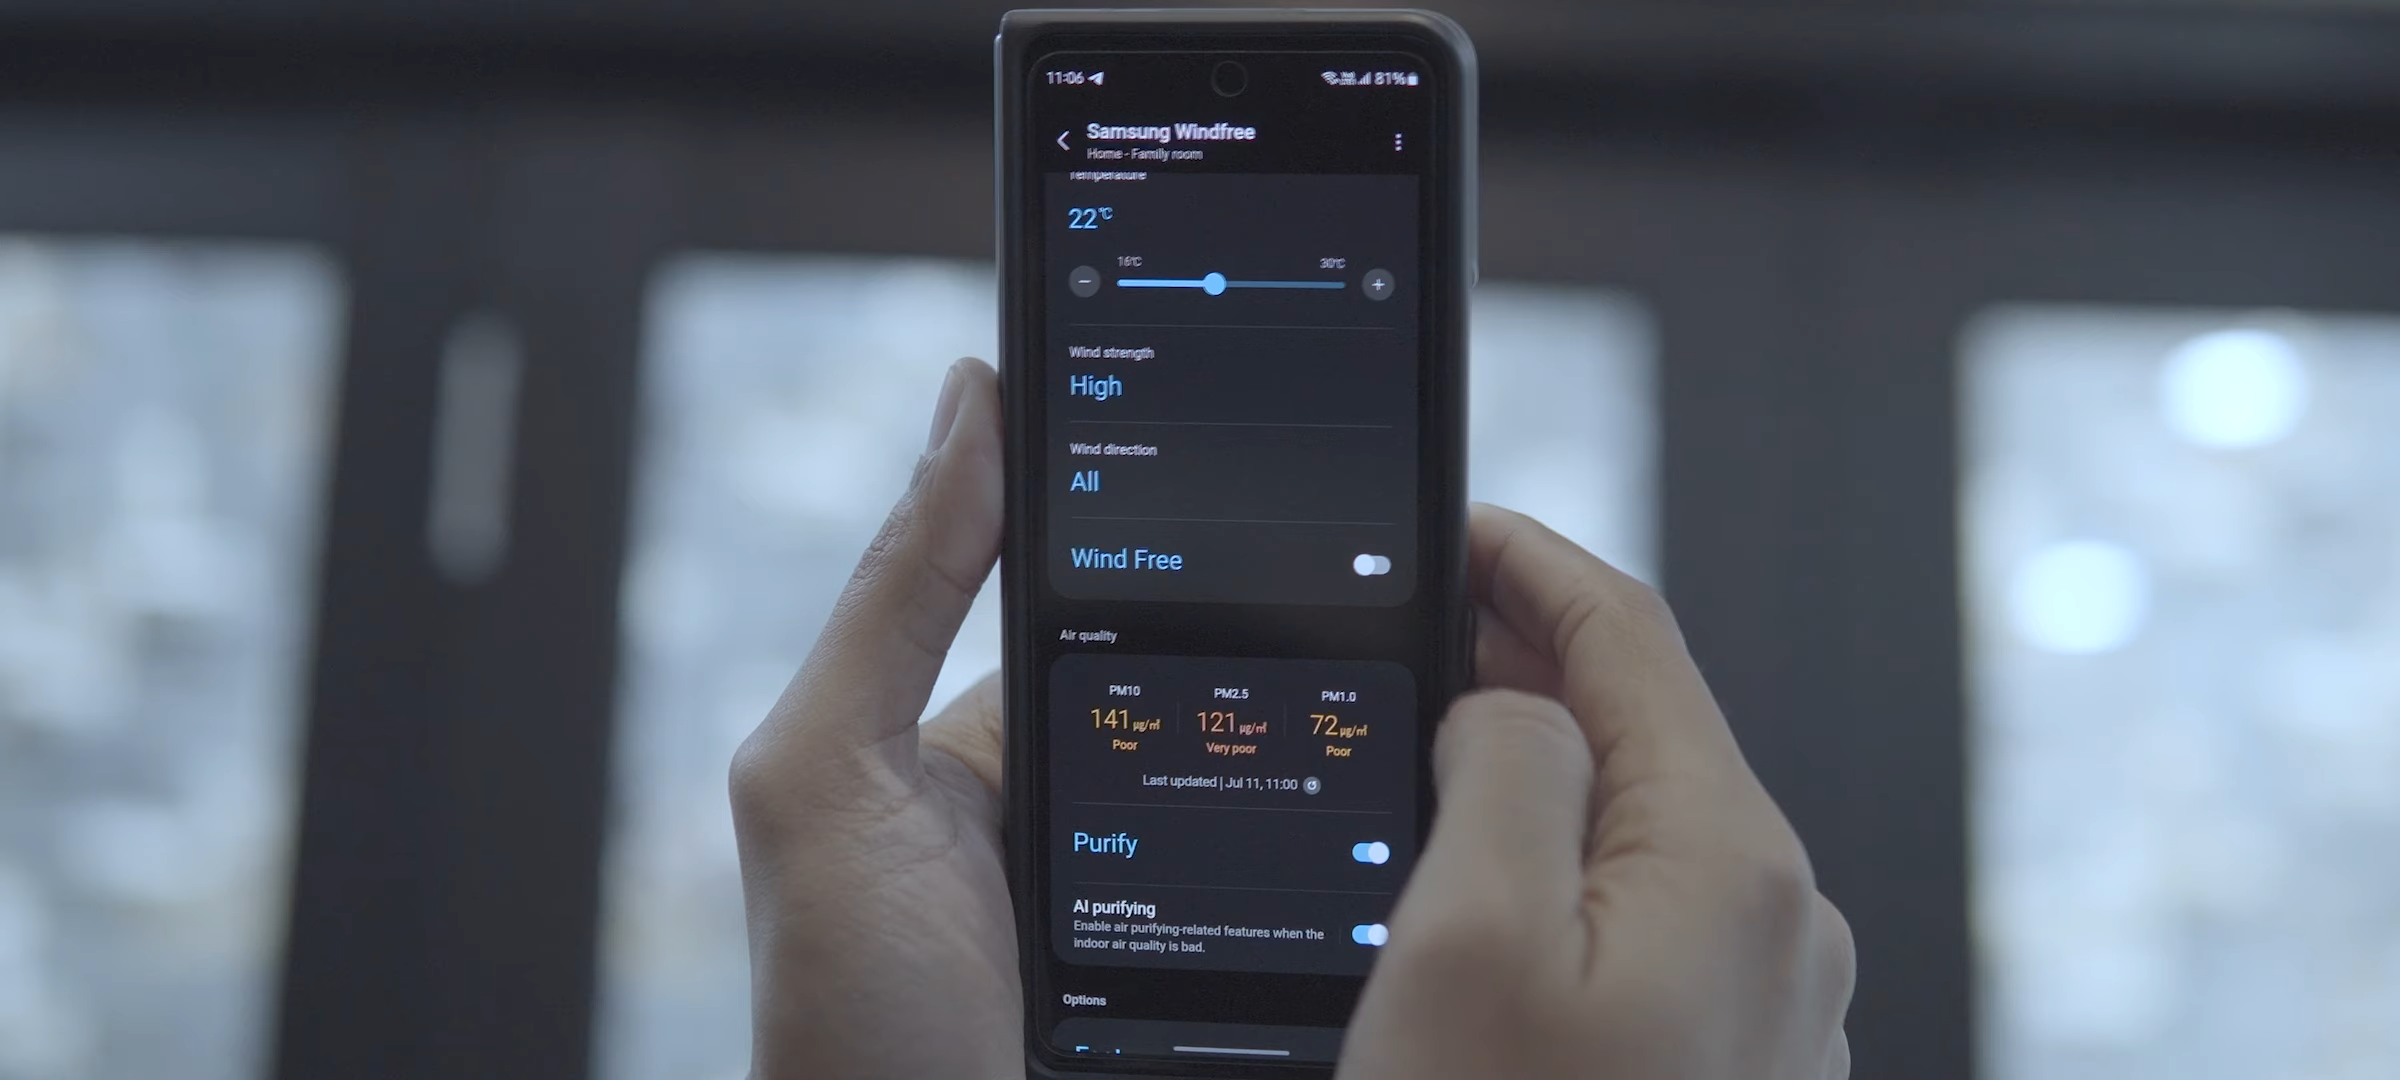 11:06 81%
Samsung Windfree
Home - Family room
Temperature
22°C
16°C 30°C
Wind strength
High
Wind direction
All
Wind Free
Air quality
PM10 PM2.5 PM1.0
141 µg/㎥ 121 µg/㎥ 72 µg/㎥
Poor Very poor Poor
Last updated | Jul 11, 11:00
Purify
AI purifying
Enable air purifying-related features when the
indoor air quality is bad.
Options